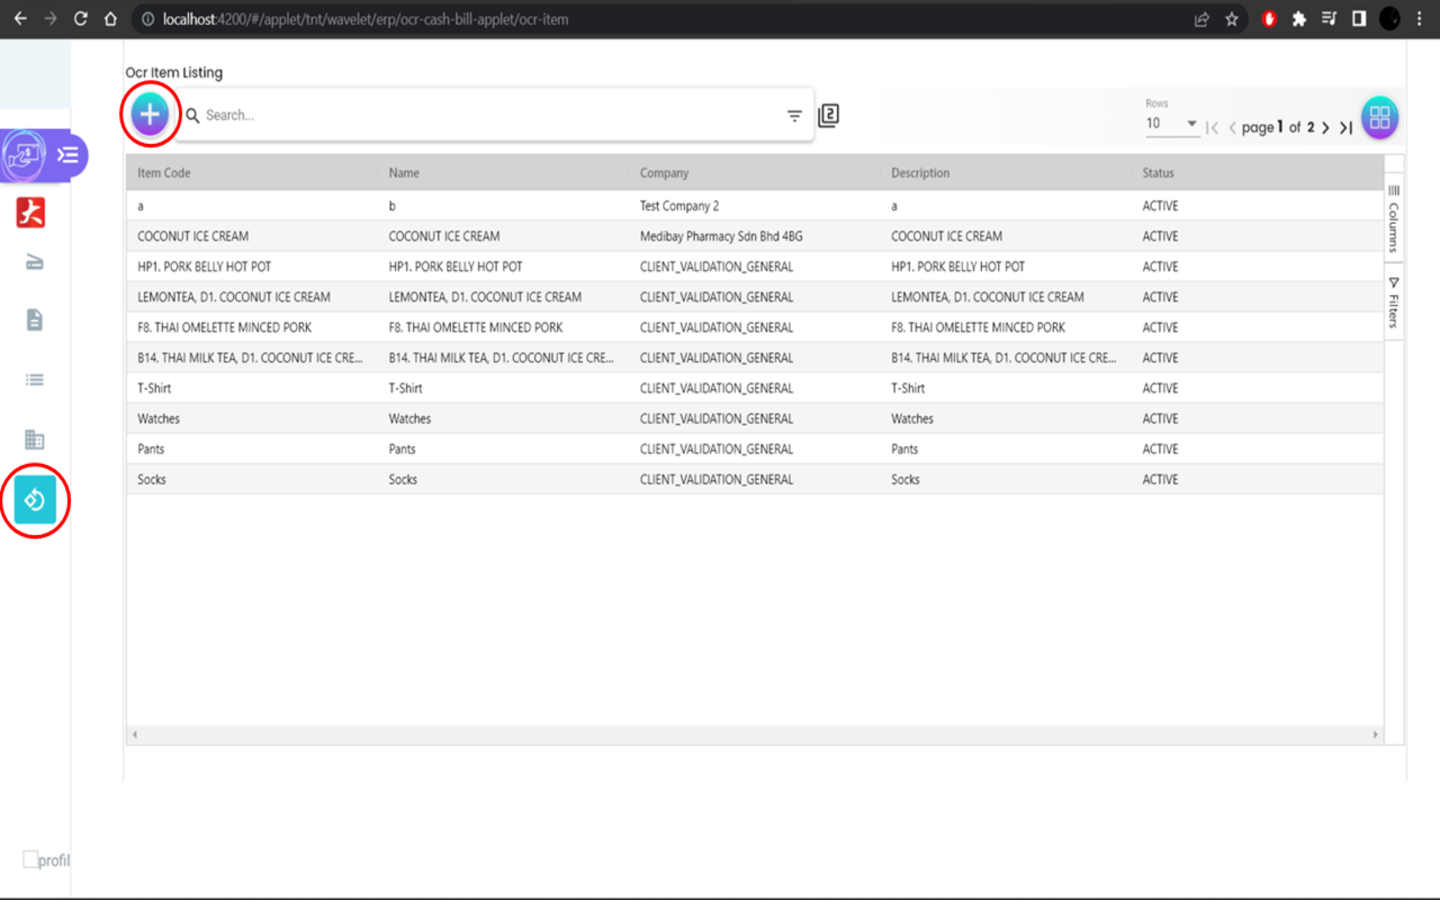 localhost:4200/#/applet/tnt/wavelet/erp/ocr-cash-bill-applet/ocr-item
Ocr Item Listing
Search...
2
Rows
10
page 1 of 2
Item Code Name Company Description Status
a b Test Company 2 a ACTIVE
COCONUT ICE CREAM COCONUT ICE CREAM Medibay Pharmacy Sdn Bhd 4BG COCONUT ICE CREAM ACTIVE
HP1. PORK BELLY HOT POT HP1. PORK BELLY HOT POT CLIENT_VALIDATION_GENERAL HP1. PORK BELLY HOT POT ACTIVE
LEMONTEA, D1. COCONUT ICE CREAM LEMONTEA, D1. COCONUT ICE CREAM CLIENT_VALIDATION_GENERAL LEMONTEA, D1. COCONUT ICE CREAM ACTIVE
F8. THAI OMELETTE MINCED PORK F8. THAI OMELETTE MINCED PORK CLIENT_VALIDATION_GENERAL F8. THAI OMELETTE MINCED PORK ACTIVE
B14. THAI MILK TEA, D1. COCONUT ICE CRE... B14. THAI MILK TEA, D1. COCONUT ICE CRE... CLIENT_VALIDATION_GENERAL B14. THAI MILK TEA, D1. COCONUT ICE CRE... ACTIVE
T-Shirt T-Shirt CLIENT_VALIDATION_GENERAL T-Shirt ACTIVE
Watches Watches CLIENT_VALIDATION_GENERAL Watches ACTIVE
Pants Pants CLIENT_VALIDATION_GENERAL Pants ACTIVE
Socks Socks CLIENT_VALIDATION_GENERAL Socks ACTIVE
Columns
Filters
profil